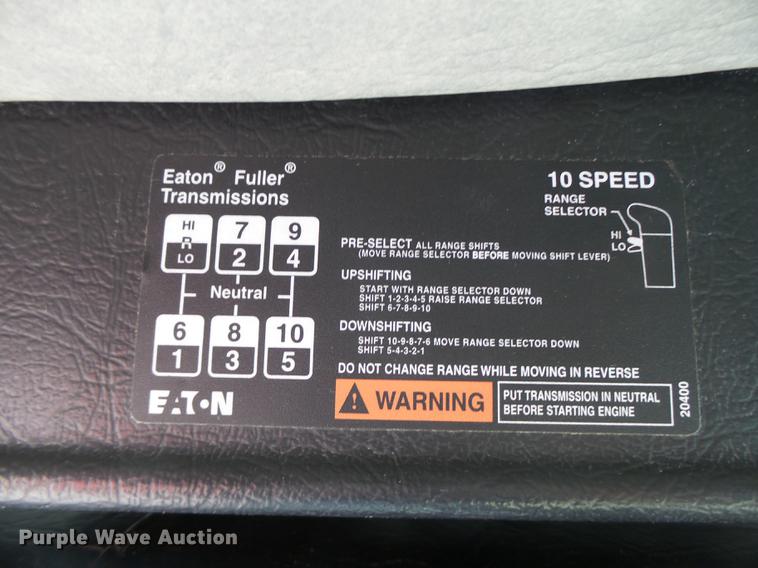 Eaton® Fuller®
Transmissions
10 SPEED
RANGE
SELECTOR
HI
LO
HI
R
LO
7
2
9
4
Neutral
6
1
8
3
10
5
PRE-SELECT ALL RANGE SHIFTS
(MOVE RANGE SELECTOR BEFORE MOVING SHIFT LEVER)
UPSHIFTING
START WITH RANGE SELECTOR DOWN
SHIFT 1-2-3-4-5 RAISE RANGE SELECTOR
SHIFT 6-7-8-9-10
DOWNSHIFTING
SHIFT 10-9-8-7-6 MOVE RANGE SELECTOR DOWN
SHIFT 5-4-3-2-1
DO NOT CHANGE RANGE WHILE MOVING IN REVERSE
WARNING
PUT TRANSMISSION IN NEUTRAL
BEFORE STARTING ENGINE
20400
EATON
Purple Wave Auction